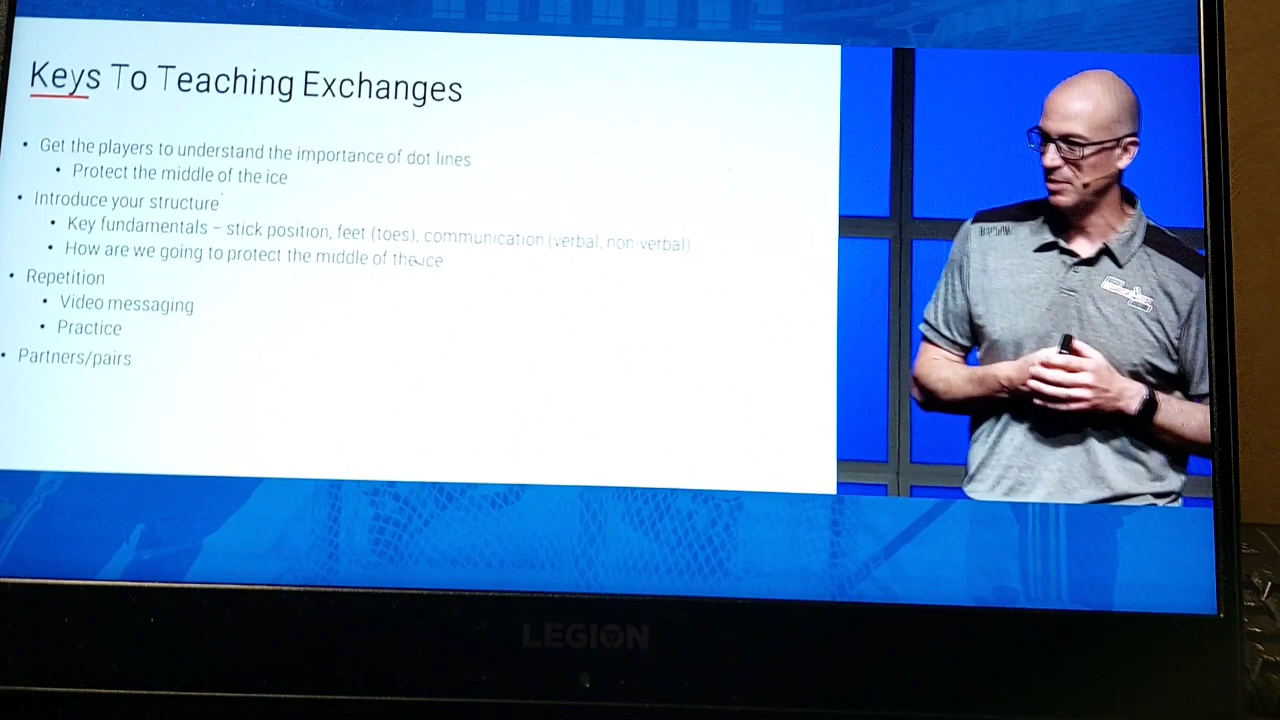 Keys To Teaching Exchanges
• Get the players to understand the importance of dot lines
• Protect the middle of the ice
• Introduce your structure
• Key fundamentals – stick position, feet (toes), communication (verbal, non-verbal)
• How are we going to protect the middle of the ice
• Repetition
• Video messaging
• Practice
• Partners/pairs
LEGION